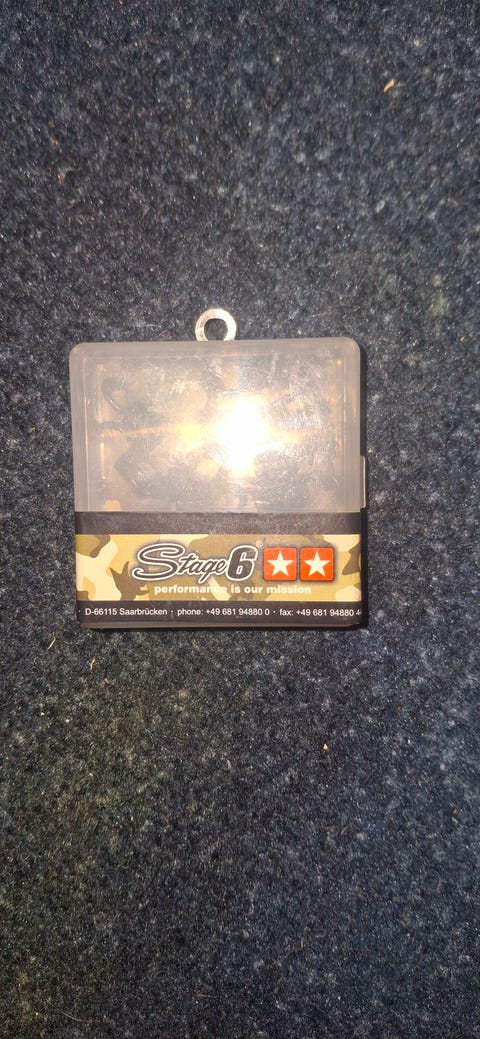 Stage6®
performance is our mission
· D-66115 Saarbrücken · phone: +49 681 94880 0 · fax: +49 681 94880